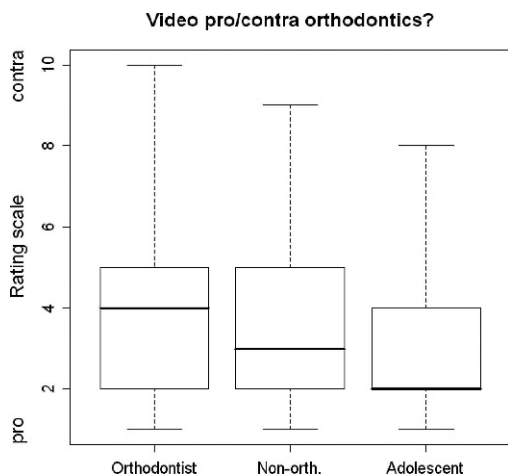 Video pro/contra orthodontics?
contra
Rating scale
pro
10
8
6
4
2
Orthodontist
Non-orth.
Adolescent